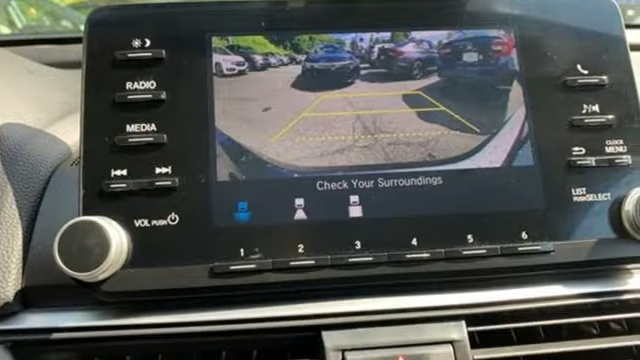 RADIO
MEDIA
VOL PUSH
Check Your Surroundings
1 2 3 4 5 6
CLOCK
MENU
LIST
PUSH SELECT